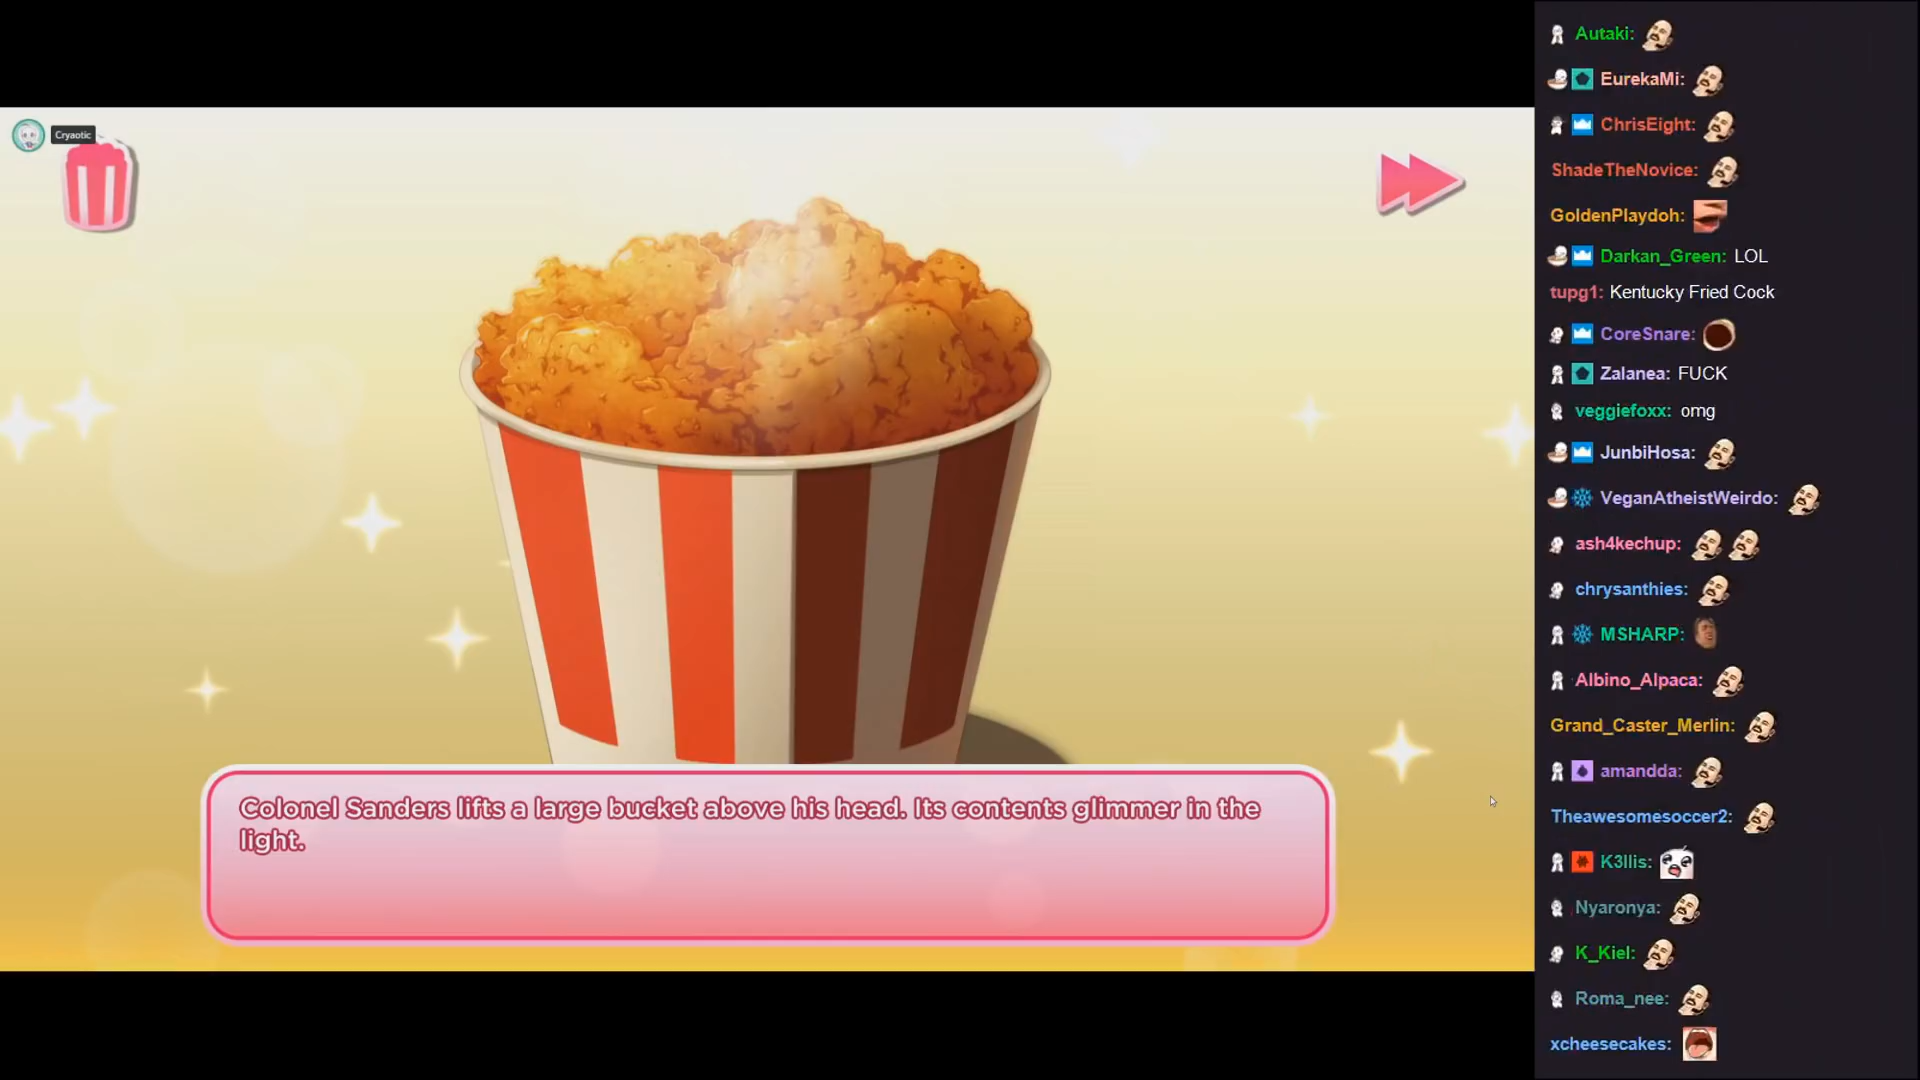 Cryaotic
Colonel Sanders lifts a large bucket above his head. Its contents glimmer in the
light.
Autaki:
EurekaMi:
ChrisEight:
ShadeTheNovice:
GoldenPlaydoh:
Darkan_Green: LOL
tupg1: Kentucky Fried Cock
CoreSnare:
Zalanea: FUCK
veggiefoxx: omg
JunbiHosa:
VeganAtheistWeirdo:
ash4kechup:
chrysanthies:
MSHARP:
Albino_Alpaca:
Grand_Caster_Merlin:
amandda:
Theawesomesoccer2:
K3llis:
Nyaronya:
K_Kiel:
Roma_nee:
xcheesecakes: